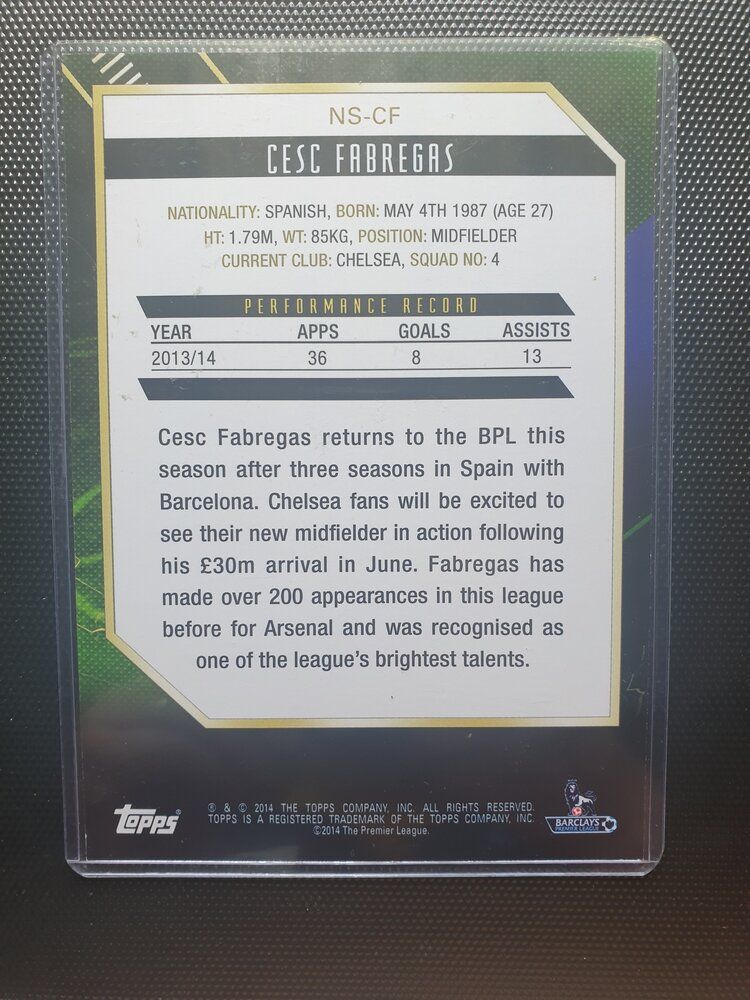 NS-CF
CESC FABREGAS
NATIONALITY: SPANISH, BORN: MAY 4TH 1987 (AGE 27)
HT: 1.79M, WT: 85KG, POSITION: MIDFIELDER
CURRENT CLUB: CHELSEA, SQUAD NO: 4
PERFORMANCE RECORD
YEAR APPS GOALS ASSISTS
2013/14 36 8 13
Cesc Fabregas returns to the BPL this
season after three seasons in Spain with
Barcelona. Chelsea fans will be excited to
see their new midfielder in action following
his £30m arrival in June. Fabregas has
made over 200 appearances in this league
before for Arsenal and was recognised as
one of the league's brightest talents.
Topps®
® & © 2014 THE TOPPS COMPANY, INC. ALL RIGHTS RESERVED.
TOPPS IS A REGISTERED TRADEMARK OF THE TOPPS COMPANY, INC.
©2014 The Premier League.
BARCLAYS
PREMIER LEAGUE